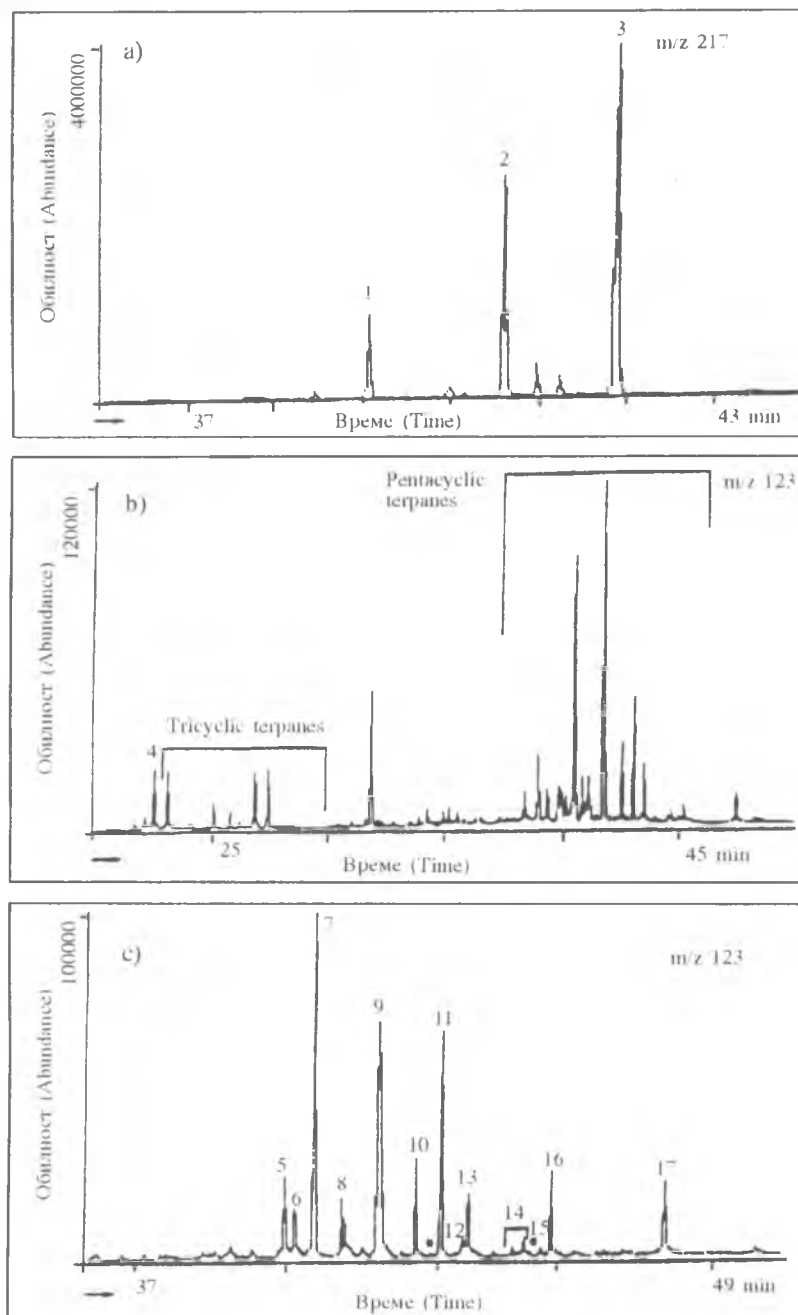 a)
m/z 217
3
2
1
4000000
Обилност (Abundance)
37
Време (Time)
43 min
b)
Pentacyclic
terpanes
m/z 123
120000
Обилност (Abundance)
Tricyclic terpanes
4
25
Време (Time)
45 min
c)
m/z 123
7
100000
Обилност (Abundance)
9
11
5
6
8
10
12
13
14
15
16
17
37
Време (Time)
49 min